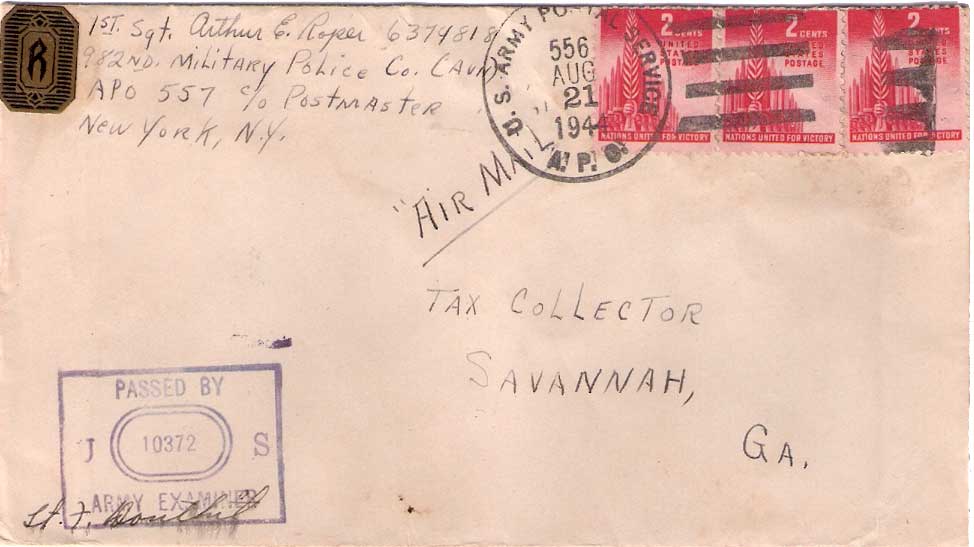 R
1st. Sgt. Arthur E. Roper 6379818
982nd. Military Police Co. (Avn)
APO 557 c/o Postmaster
New York, N.Y.
U.S. ARMY POSTAL SERVICE
556
AUG
21
1944
A.P.O.
2 CENTS
UNITED STATES POSTAGE
NATIONS UNITED FOR VICTORY
2 CENTS
UNITED STATES POSTAGE
NATIONS UNITED FOR VICTORY
2 CENTS
UNITED STATES POSTAGE
NATIONS UNITED FOR VICTORY
"AIR MAIL
TAX COLLECTOR
SAVANNAH,
GA.
PASSED BY
U S
10372
ARMY EXAMINER
Lt. F.